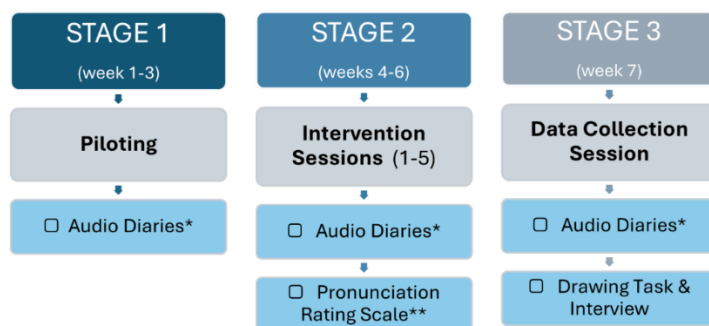 STAGE 1
(week 1-3)
Piloting
▢ Audio Diaries*
STAGE 2
(weeks 4-6)
Intervention
Sessions (1-5)
▢ Audio Diaries*
▢ Pronunciation
Rating Scale**
STAGE 3
(week 7)
Data Collection
Session
▢ Audio Diaries*
▢ Drawing Task &
Interview